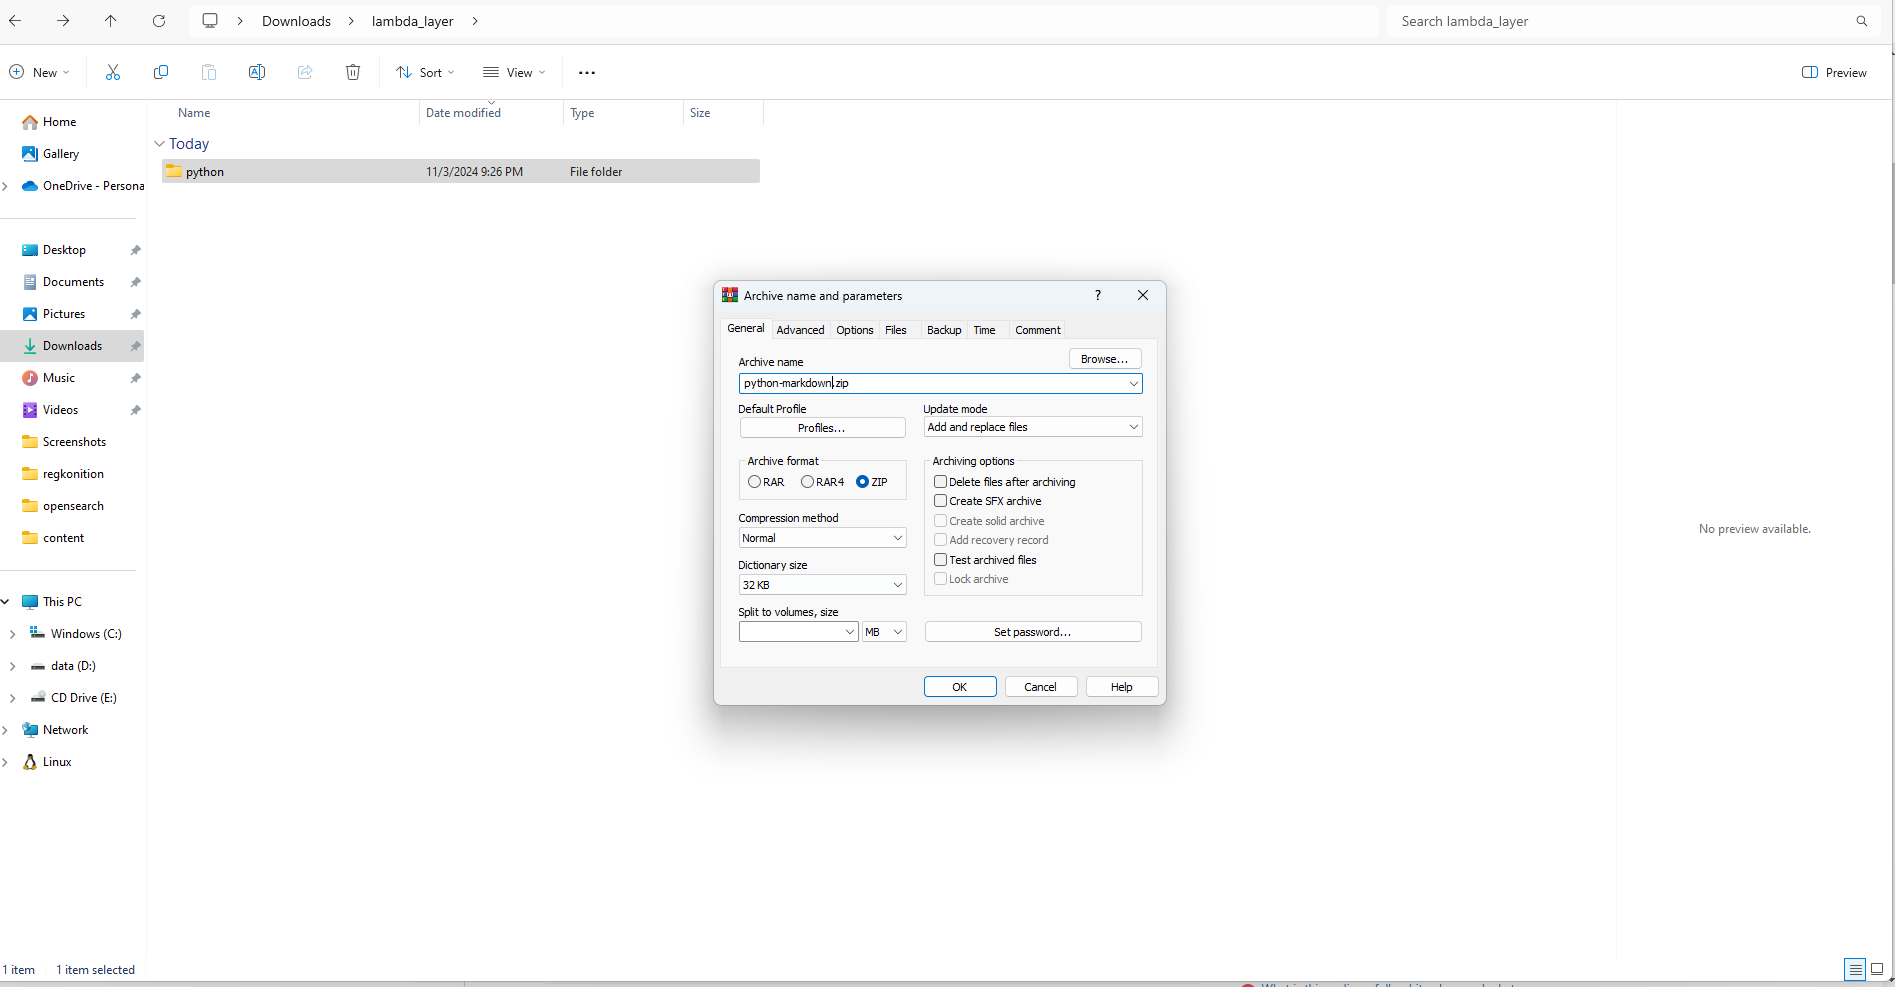 Downloads
lambda_layer
Search lambda_layer
New
Sort
View
Preview
Name
Date modified
Type
Size
Home
Gallery
OneDrive - Persona
Desktop
Documents
Pictures
Downloads
Music
Videos
Screenshots
regkonition
opensearch
content
This PC
Windows (C:)
data (D:)
CD Drive (E:)
Network
Linux
Today
python 11/3/2024 9:26 PM File folder
Archive name and parameters
?
General Advanced Options Files Backup Time Comment
Archive name
Browse...
python-markdown.zip
Default Profile
Profiles...
Update mode
Add and replace files
Archive format
RAR RAR4 ZIP
Compression method
Normal
Dictionary size
32 KB
Split to volumes, size
MB
Archiving options
Delete files after archiving
Create SFX archive
Create solid archive
Add recovery record
Test archived files
Lock archive
Set password...
OK Cancel Help
No preview available.
1 item 1 item selected